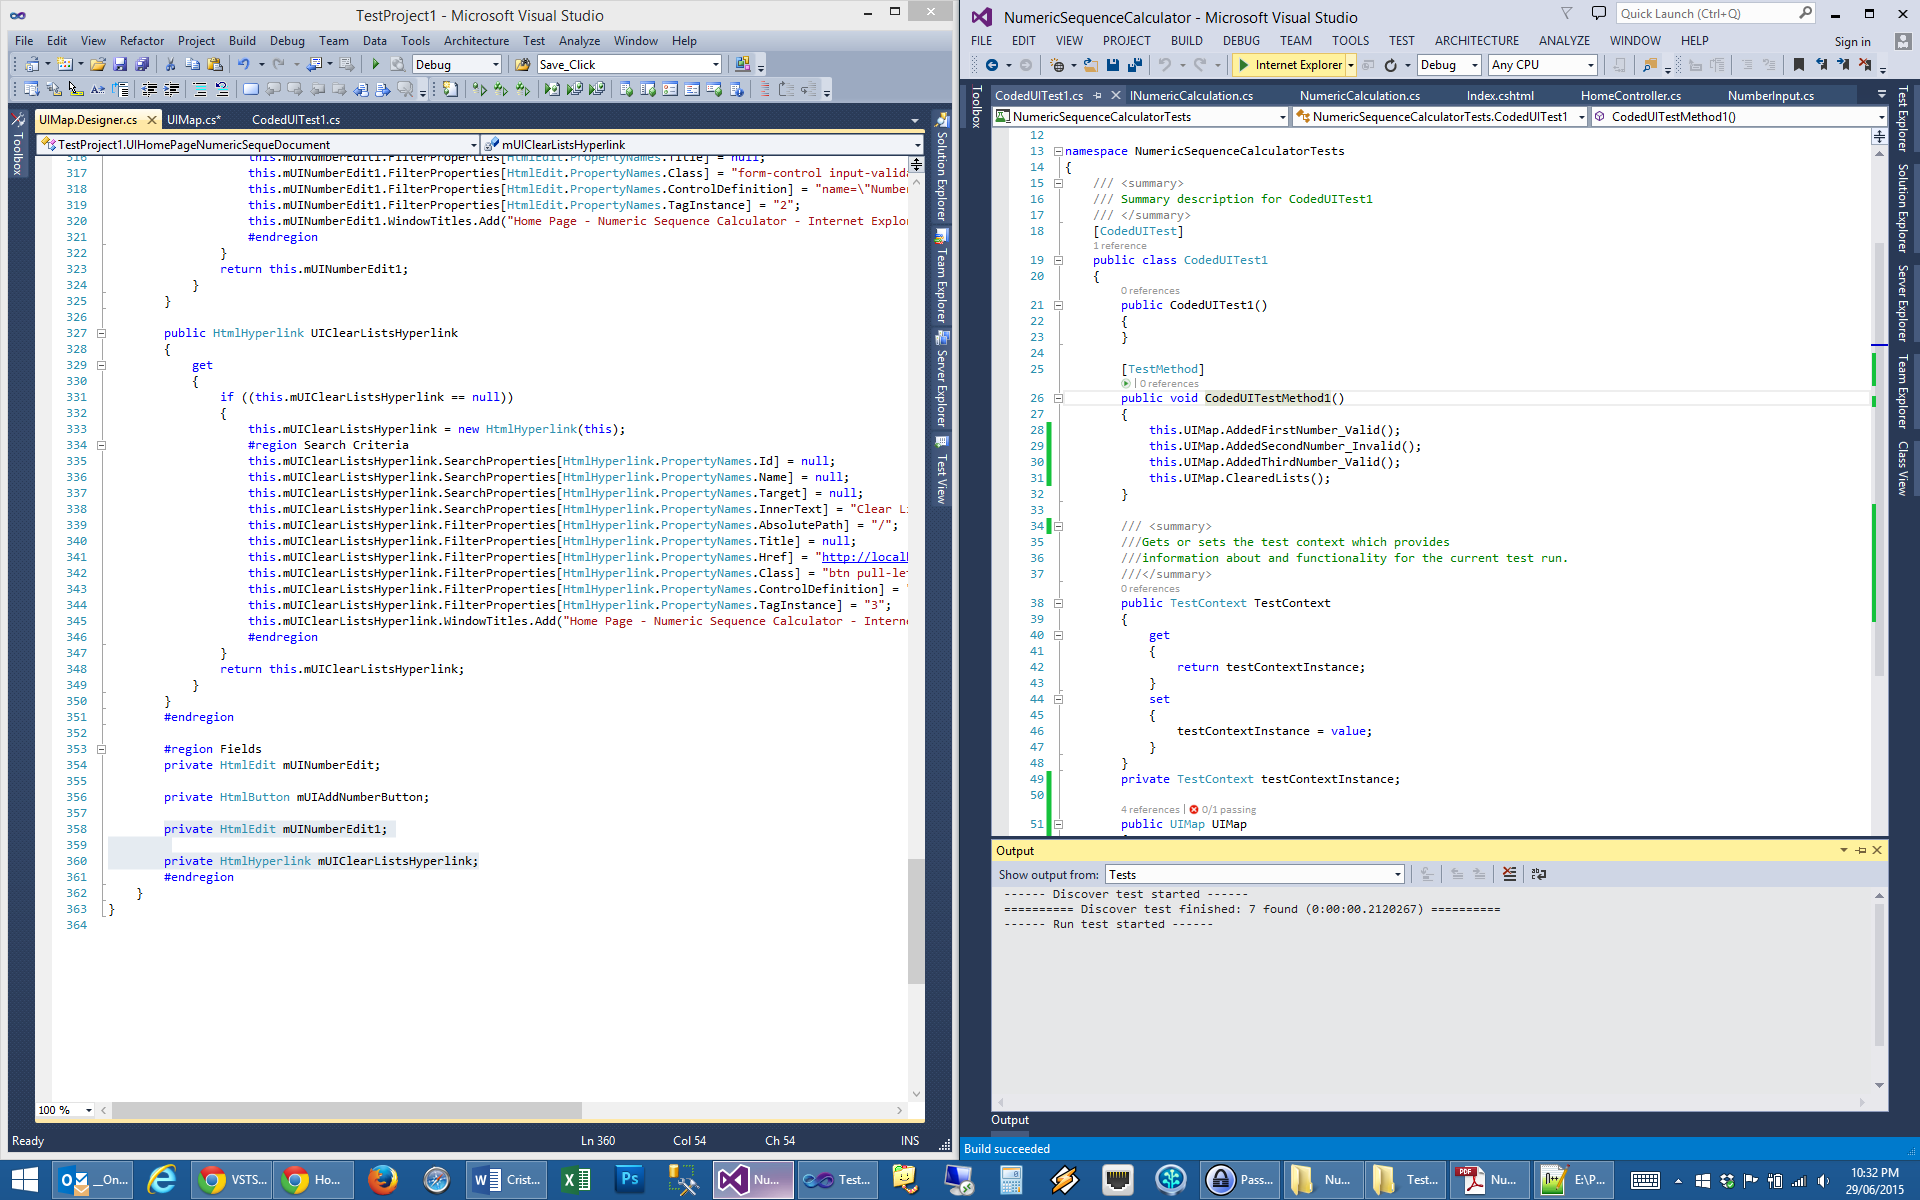 TestProject1 - Microsoft Visual Studio
File Edit View Refactor Project Build Debug Team Data Tools Architecture Test Analyze Window Help
Debug Save_Click
UIMap.Designer.cs UIMap.cs* CodedUITest1.cs
TestProject1.UIHomePageNumericSequeDocument mUIClearListsHyperlink
Toolbox
316 this.mUINumberEdit1.FilterProperties[HtmlEdit.PropertyNames.Title] = null;
317 this.mUINumberEdit1.FilterProperties[HtmlEdit.PropertyNames.Class] = "form-control input-valida
318 this.mUINumberEdit1.FilterProperties[HtmlEdit.PropertyNames.ControlDefinition] = "name=\"Number
319 this.mUINumberEdit1.FilterProperties[HtmlEdit.PropertyNames.TagInstance] = "2";
320 this.mUINumberEdit1.WindowTitles.Add("Home Page - Numeric Sequence Calculator - Internet Explor
321 #endregion
322 }
323 return this.mUINumberEdit1;
324 }
325 }
326
327 public HtmlHyperlink UIClearListsHyperlink
328 {
329 get
330 {
331 if ((this.mUIClearListsHyperlink == null))
332 {
333 this.mUIClearListsHyperlink = new HtmlHyperlink(this);
334 #region Search Criteria
335 this.mUIClearListsHyperlink.SearchProperties[HtmlHyperlink.PropertyNames.Id] = null;
336 this.mUIClearListsHyperlink.SearchProperties[HtmlHyperlink.PropertyNames.Name] = null;
337 this.mUIClearListsHyperlink.SearchProperties[HtmlHyperlink.PropertyNames.Target] = null;
338 this.mUIClearListsHyperlink.SearchProperties[HtmlHyperlink.PropertyNames.InnerText] = "Clear Li
339 this.mUIClearListsHyperlink.FilterProperties[HtmlHyperlink.PropertyNames.AbsolutePath] = "/";
340 this.mUIClearListsHyperlink.FilterProperties[HtmlHyperlink.PropertyNames.Title] = null;
341 this.mUIClearListsHyperlink.FilterProperties[HtmlHyperlink.PropertyNames.Href] = "http://local
342 this.mUIClearListsHyperlink.FilterProperties[HtmlHyperlink.PropertyNames.Class] = "btn pull-le
343 this.mUIClearListsHyperlink.FilterProperties[HtmlHyperlink.PropertyNames.ControlDefinition] = "
344 this.mUIClearListsHyperlink.FilterProperties[HtmlHyperlink.PropertyNames.TagInstance] = "3";
345 this.mUIClearListsHyperlink.WindowTitles.Add("Home Page - Numeric Sequence Calculator - Intern
346 #endregion
347 }
348 return this.mUIClearListsHyperlink;
349 }
350 }
351 #endregion
352
353 #region Fields
354 private HtmlEdit mUINumberEdit;
355
356 private HtmlButton mUIAddNumberButton;
357
358 private HtmlEdit mUINumberEdit1;
359
360 private HtmlHyperlink mUIClearListsHyperlink;
361 #endregion
362 }
363 }
364
100 %
Ready Ln 360 Col 54 Ch 54 INS
Solution Explorer
Team Explorer
Server Explorer
Test View
NumericSequenceCalculator - Microsoft Visual Studio
Quick Launch (Ctrl+Q)
FILE EDIT VIEW PROJECT BUILD DEBUG TEAM TOOLS TEST ARCHITECTURE ANALYZE WINDOW HELP
Sign in
Internet Explorer Debug Any CPU
Toolbox
CodedUITest1.cs INumericCalculation.cs NumericCalculation.cs Index.cshtml HomeController.cs NumberInput.cs
NumericSequenceCalculatorTests NumericSequenceCalculatorTests.CodedUITest1 CodedUITestMethod1()
12
13 namespace NumericSequenceCalculatorTests
14 {
15 /// <summary>
16 /// Summary description for CodedUITest1
17 /// </summary>
18 [CodedUITest]
1 reference
19 public class CodedUITest1
20 {
0 references
21 public CodedUITest1()
22 {
23 }
24
25 [TestMethod]
| 0 references
26 public void CodedUITestMethod1()
27 {
28 this.UIMap.AddedFirstNumber_Valid();
29 this.UIMap.AddedSecondNumber_Invalid();
30 this.UIMap.AddedThirdNumber_Valid();
31 this.UIMap.ClearedLists();
32 }
33
34 /// <summary>
35 ///Gets or sets the test context which provides
36 ///information about and functionality for the current test run.
37 ///</summary>
0 references
38 public TestContext TestContext
39 {
40 get
41 {
42 return testContextInstance;
43 }
44 set
45 {
46 testContextInstance = value;
47 }
48 }
49 private TestContext testContextInstance;
50
4 references | 0/1 passing
51 public UIMap UIMap
Test Explorer
Solution Explorer
Server Explorer
Team Explorer
Class View
Output
Show output from: Tests
------ Discover test started ------
========== Discover test finished: 7 found (0:00:00.2120267) ==========
------ Run test started ------
Output
Build succeeded
_On... VSTS... Ho... Crist... Nu... Test... Pass... Nu... Test... Nu... E:\P...
10:32 PM
29/06/2015